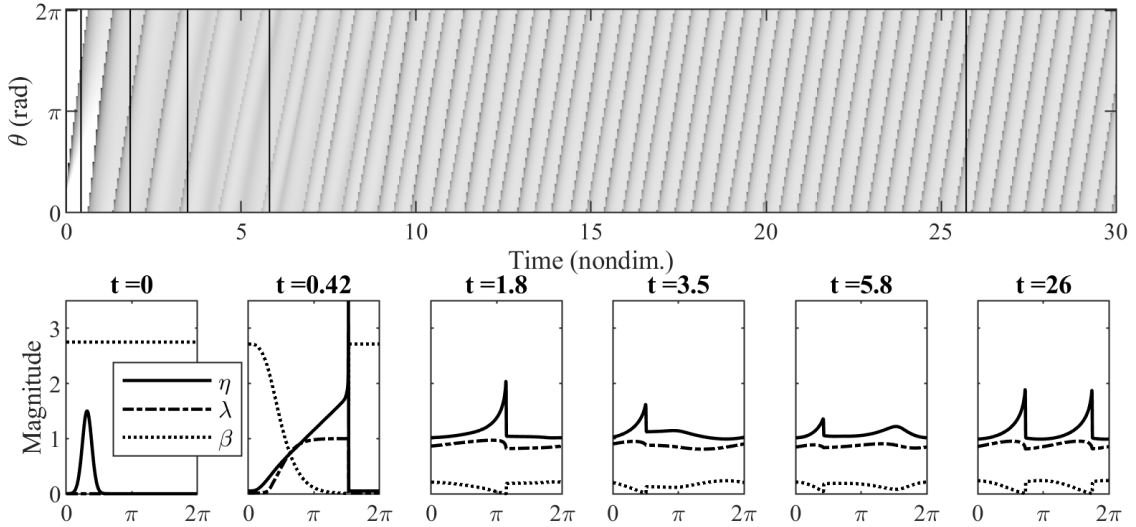 2π
π
0
θ (rad)
0 5 10 15 20 25 30
Time (nondim.)
t =0 t =0.42 t =1.8 t =3.5 t =5.8 t =26
Magnitude
3
2
1
0
η
λ
β
0 π 2π 0 π 2π 0 π 2π 0 π 2π 0 π 2π 0 π 2π